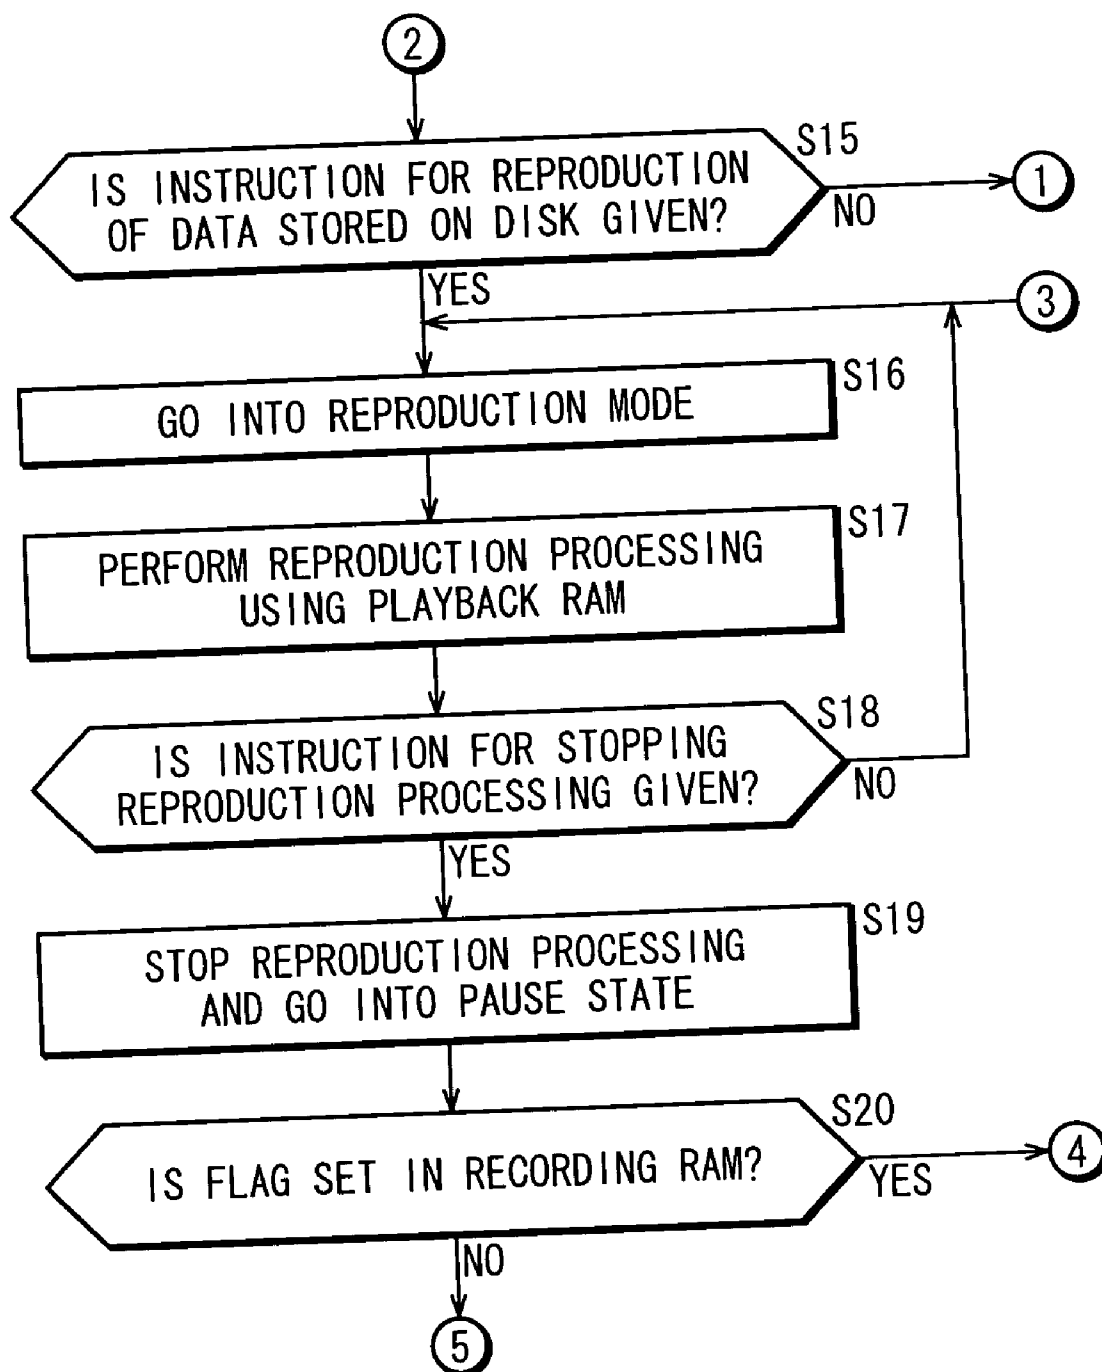 2
S15
IS INSTRUCTION FOR REPRODUCTION
OF DATA STORED ON DISK GIVEN?
NO
1
YES
3
S16
GO INTO REPRODUCTION MODE
S17
PERFORM REPRODUCTION PROCESSING
USING PLAYBACK RAM
S18
IS INSTRUCTION FOR STOPPING
REPRODUCTION PROCESSING GIVEN?
NO
YES
S19
STOP REPRODUCTION PROCESSING
AND GO INTO PAUSE STATE
S20
IS FLAG SET IN RECORDING RAM?
YES
4
NO
5